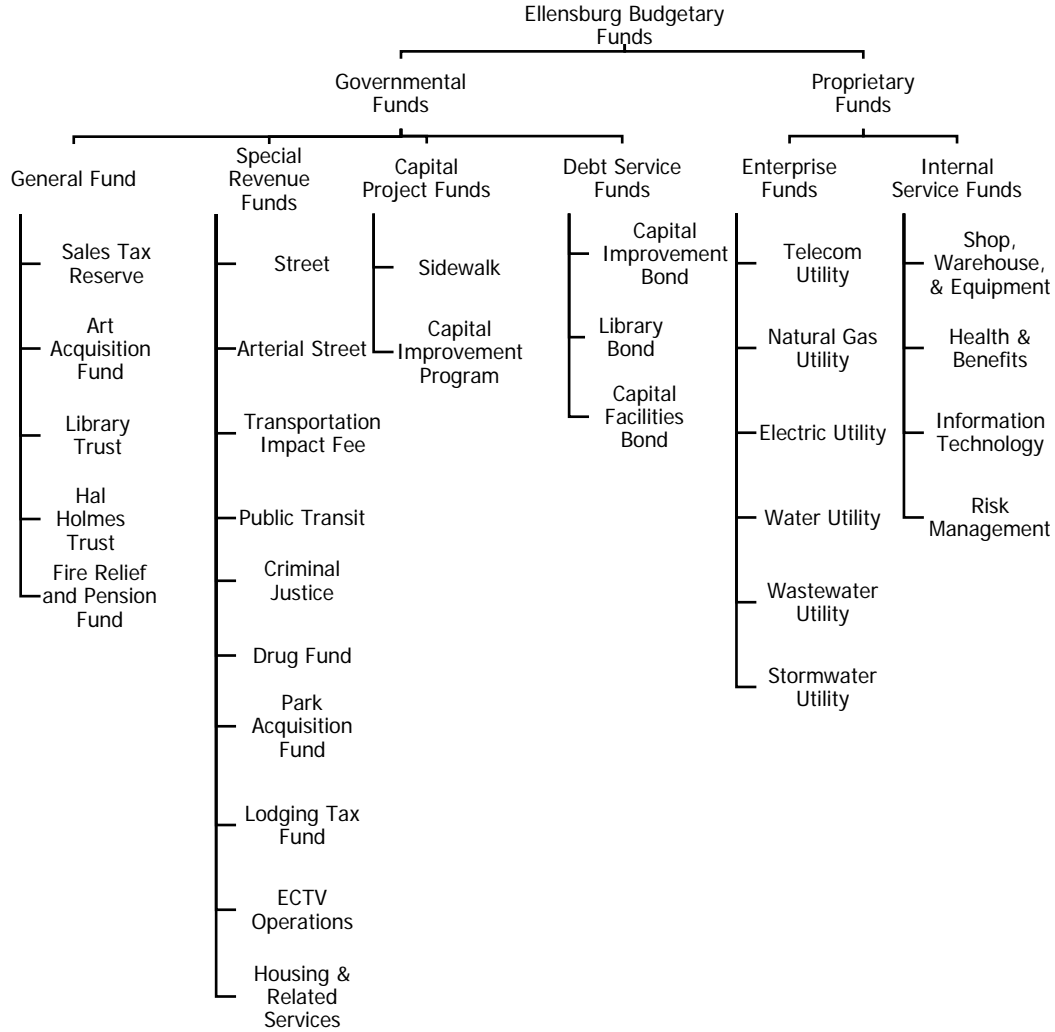 Ellensburg Budgetary
Funds
Governmental
Funds
Proprietary
Funds
General Fund
Special
Revenue
Funds
Capital
Project Funds
Debt Service
Funds
Enterprise
Funds
Internal
Service Funds
Sales Tax
Reserve
Art
Acquisition
Fund
Library
Trust
Hal
Holmes
Trust
Fire Relief
and Pension
Fund
Street
Arterial Street
Transportation
Impact Fee
Public Transit
Criminal
Justice
Drug Fund
Park
Acquisition
Fund
Lodging Tax
Fund
ECTV
Operations
Housing &
Related
Services
Sidewalk
Capital
Improvement
Program
Capital
Improvement
Bond
Library
Bond
Capital
Facilities
Bond
Telecom
Utility
Natural Gas
Utility
Electric Utility
Water Utility
Wastewater
Utility
Stormwater
Utility
Shop,
Warehouse,
& Equipment
Health &
Benefits
Information
Technology
Risk
Management